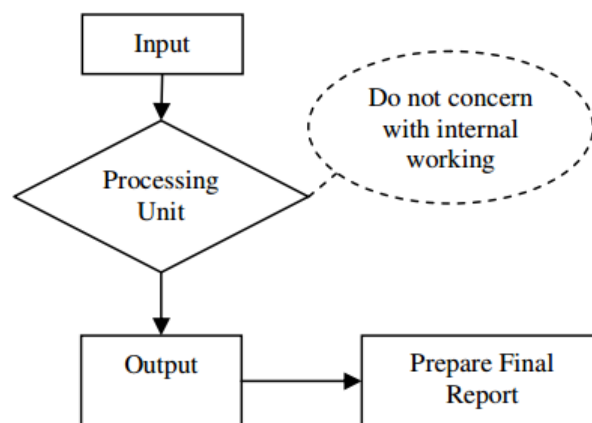 Input
Do not concern
with internal
working
Processing
Unit
Output
Prepare Final
Report